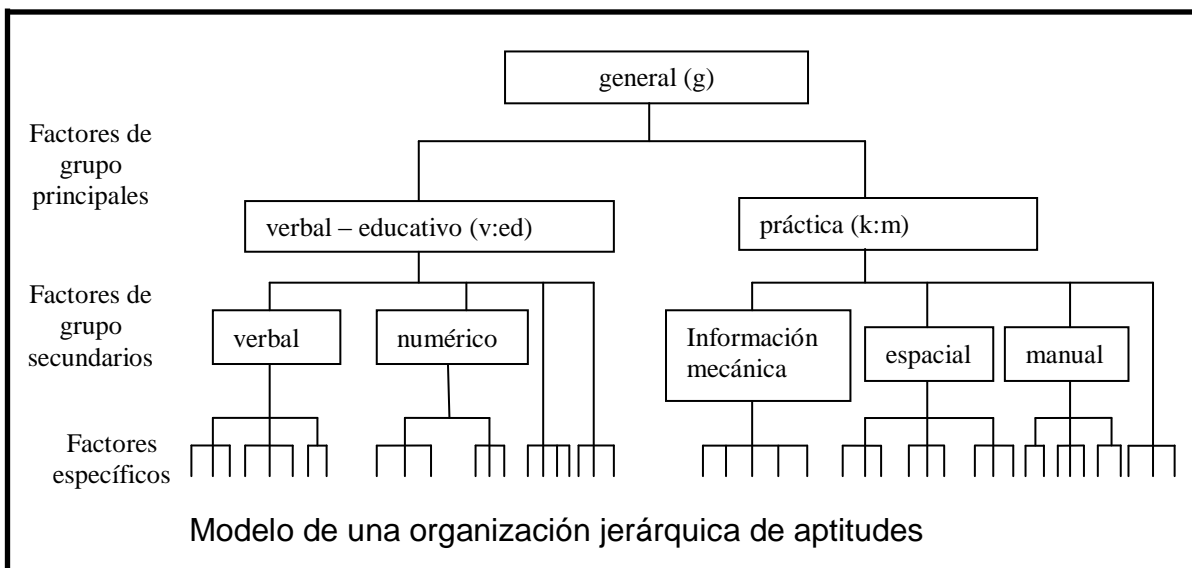 general (g)
Factores de
grupo
principales
verbal – educativo (v:ed)
práctica (k:m)
Factores de
grupo
secundarios
verbal
numérico
Información
mecánica
espacial
manual
Factores
específicos
Modelo de una organización jerárquica de aptitudes